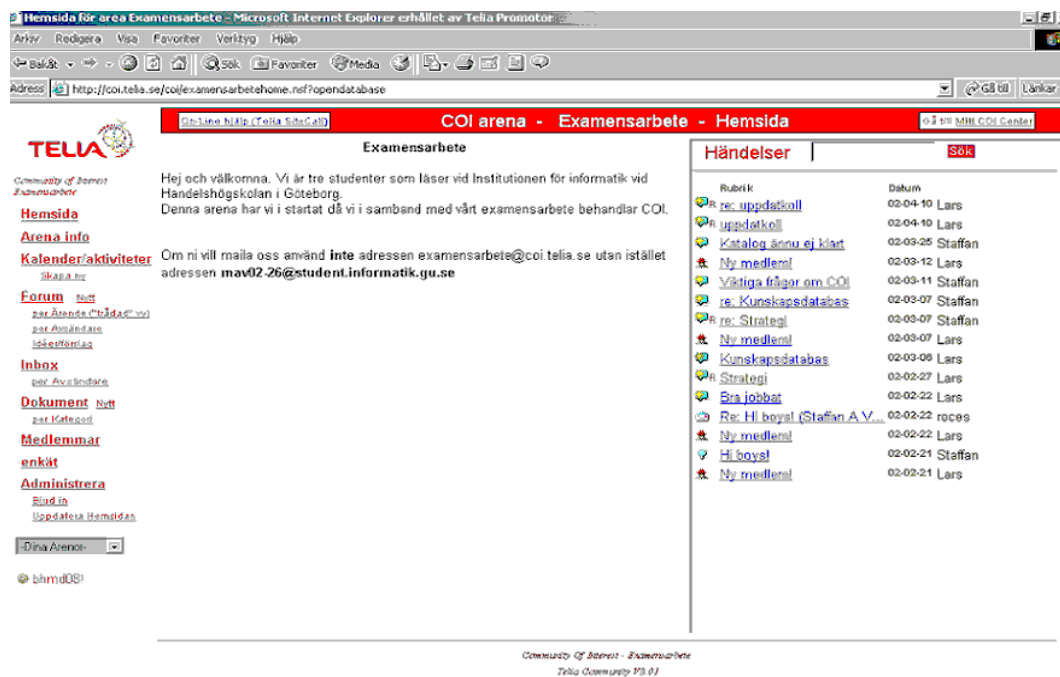 Hemsida för area Examensarbete - Microsoft Internet Explorer erhållet av Telia Promotor
Arkiv Redigera Visa Favoriter Verktyg Hjälp
Bakåt Sök Favoriter Media
Adress http://coi.telia.se/coi/examensarbetehome.nsf?opendatabase Gå till Länkar
On-Line hjälp (Telia SiteCall) COI arena - Examensarbete - Hemsida Gå till Mitt COI Center
TELIA
Community of Interest
Examensarbete
Hemsida
Arena info
Kalender/aktiviteter
Skapa ny
Forum Nytt
per Ärende ("trådad" vy)
per Avsändare
Idéer/förslag
Inbox
per Avsändare
Dokument Nytt
per Kategori
Medlemmar
enkät
Administrera
Bjud in
Uppdatera Hemsidan
-Dina Arenor-
Examensarbete
Hej och välkomna. Vi är tre studenter som läser vid Institutionen för informatik vid
Handelshögskolan i Göteborg.
Denna arena har vi i startat då vi i samband med vårt examensarbete behandlar COI.
Om ni vill maila oss använd inte adressen examensarbete@coi.telia.se utan istället
adressen mav02-26@student.informatik.gu.se
Händelser Sök
Rubrik Datum
R re: uppdatkoll 02-04-10 Lars
R uppdatkoll 02-04-10 Lars
Katalog ännu ej klart 02-03-25 Staffan
Ny medlem! 02-03-12 Lars
Viktiga frågor om COI 02-03-11 Staffan
re: Kunskapsdatabas 02-03-07 Staffan
R re: Strategi 02-03-07 Staffan
Ny medlem! 02-03-07 Lars
Kunskapsdatabas 02-03-06 Lars
R Strategi 02-02-27 Lars
Bra jobbat 02-02-22 Lars
Re: Hi boys! (Staffan A V... 02-02-22 roces
Ny medlem! 02-02-22 Lars
Hi boys! 02-02-21 Staffan
Ny medlem! 02-02-21 Lars
Community Of Interest - Examensarbete
Telia Community V3.01